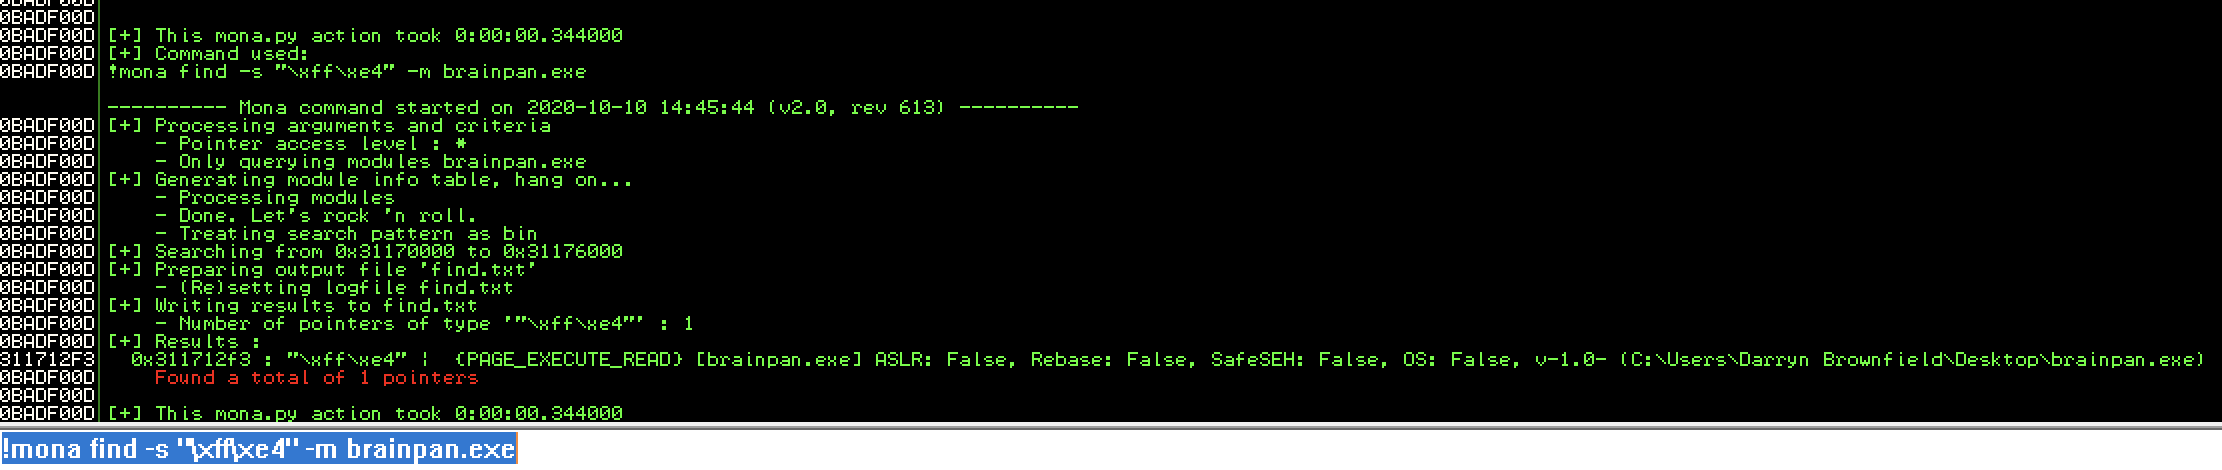 0BADF00D
0BADF00D
0BADF00D [+] This mona.py action took 0:00:00.344000
0BADF00D [+] Command used:
0BADF00D !mona find -s "\xff\xe4" -m brainpan.exe
---------- Mona command started on 2020-10-10 14:45:44 (v2.0, rev 613) ----------
0BADF00D [+] Processing arguments and criteria
0BADF00D - Pointer access level : *
0BADF00D - Only querying modules brainpan.exe
0BADF00D [+] Generating module info table, hang on...
0BADF00D - Processing modules
0BADF00D - Done. Let's rock 'n roll.
0BADF00D - Treating search pattern as bin
0BADF00D [+] Searching from 0x31170000 to 0x31176000
0BADF00D [+] Preparing output file 'find.txt'
0BADF00D - (Re)setting logfile find.txt
0BADF00D [+] Writing results to find.txt
0BADF00D - Number of pointers of type '"\xff\xe4"' : 1
0BADF00D [+] Results :
311712F3 0x311712f3 : "\xff\xe4" | {PAGE_EXECUTE_READ} [brainpan.exe] ASLR: False, Rebase: False, SafeSEH: False, OS: False, v-1.0- (C:\Users\Darryn Brownfield\Desktop\brainpan.exe)
0BADF00D Found a total of 1 pointers
0BADF00D
0BADF00D [+] This mona.py action took 0:00:00.344000
!mona find -s "\xff\xe4" -m brainpan.exe